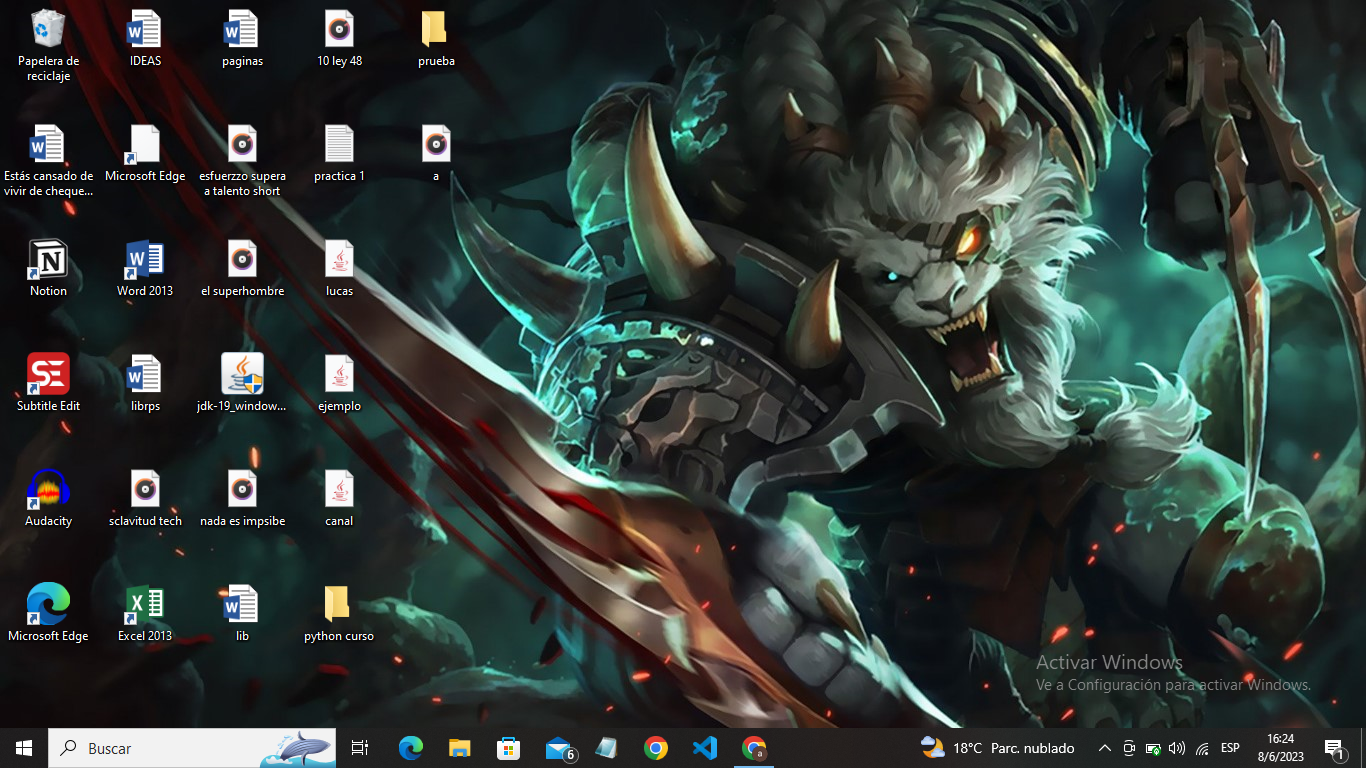 Papelera de
reciclaje
IDEAS
paginas
10 ley 48
prueba
Estás cansado de
vivir de cheque...
Microsoft Edge
esfuerzzo supera
a talento short
practica 1
a
Notion
Word 2013
el superhombre
lucas
Subtitle Edit
librps
jdk-19_window...
ejemplo
Audacity
sclavitud tech
nada es impsibe
canal
Microsoft Edge
Excel 2013
lib
python curso
Activar Windows
Ve a Configuración para activar Windows.
Buscar
6
a
18°C Parc. nublado
ESP
16:24
8/6/2023
1